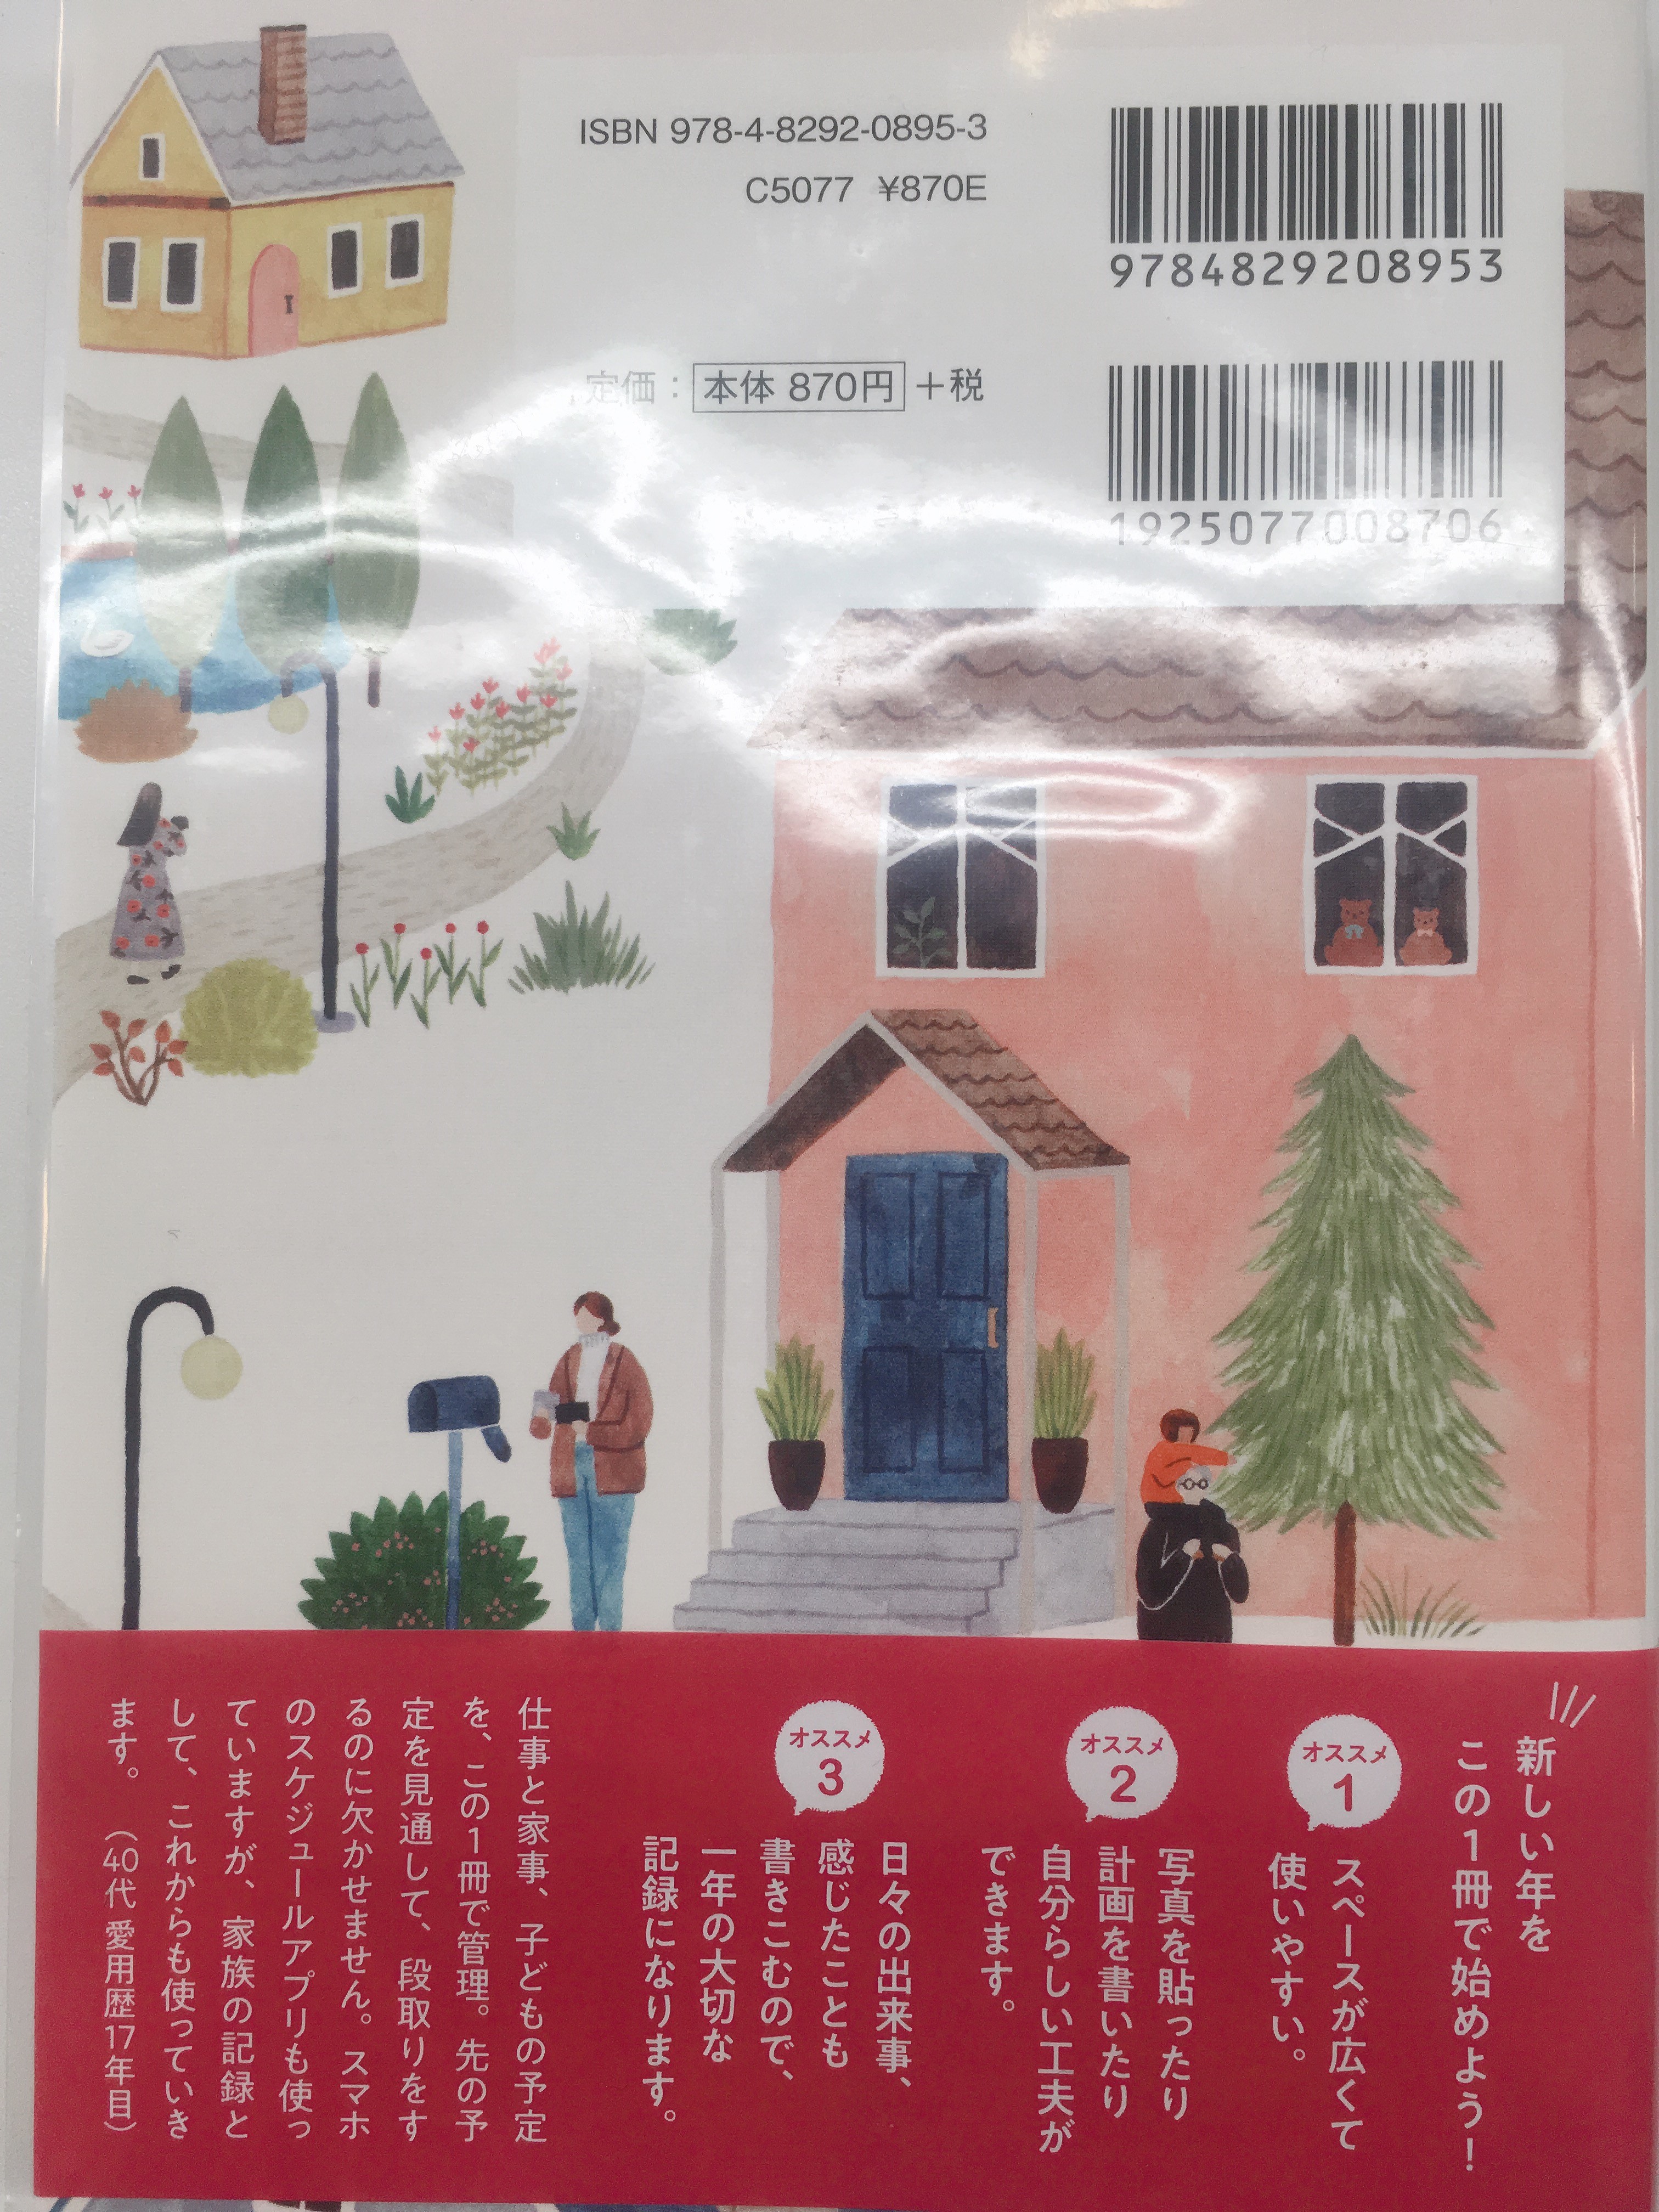 ISBN 978-4-8292-0895-3
C5077 ¥870E
9784829208953
定価：本体 870円＋税
1925077008706
新しい年を
この1冊で始めよう！
オススメ
1
スペースが広くて
使いやすい。
オススメ
2
写真を貼ったり
計画を書いたり
自分らしい工夫が
できます。
オススメ
3
日々の出来事、
感じたことも
書きこむので、
一年の大切な
記録になります。
仕事と家事、子どもの予定
を、この1冊で管理。先の予
定を見通して、段取りをす
るのに欠かせません。スマホ
のスケジュールアプリも使っ
ていますが、家族の記録と
して、これからも使っていき
ます。（40代 愛用歴17年目）